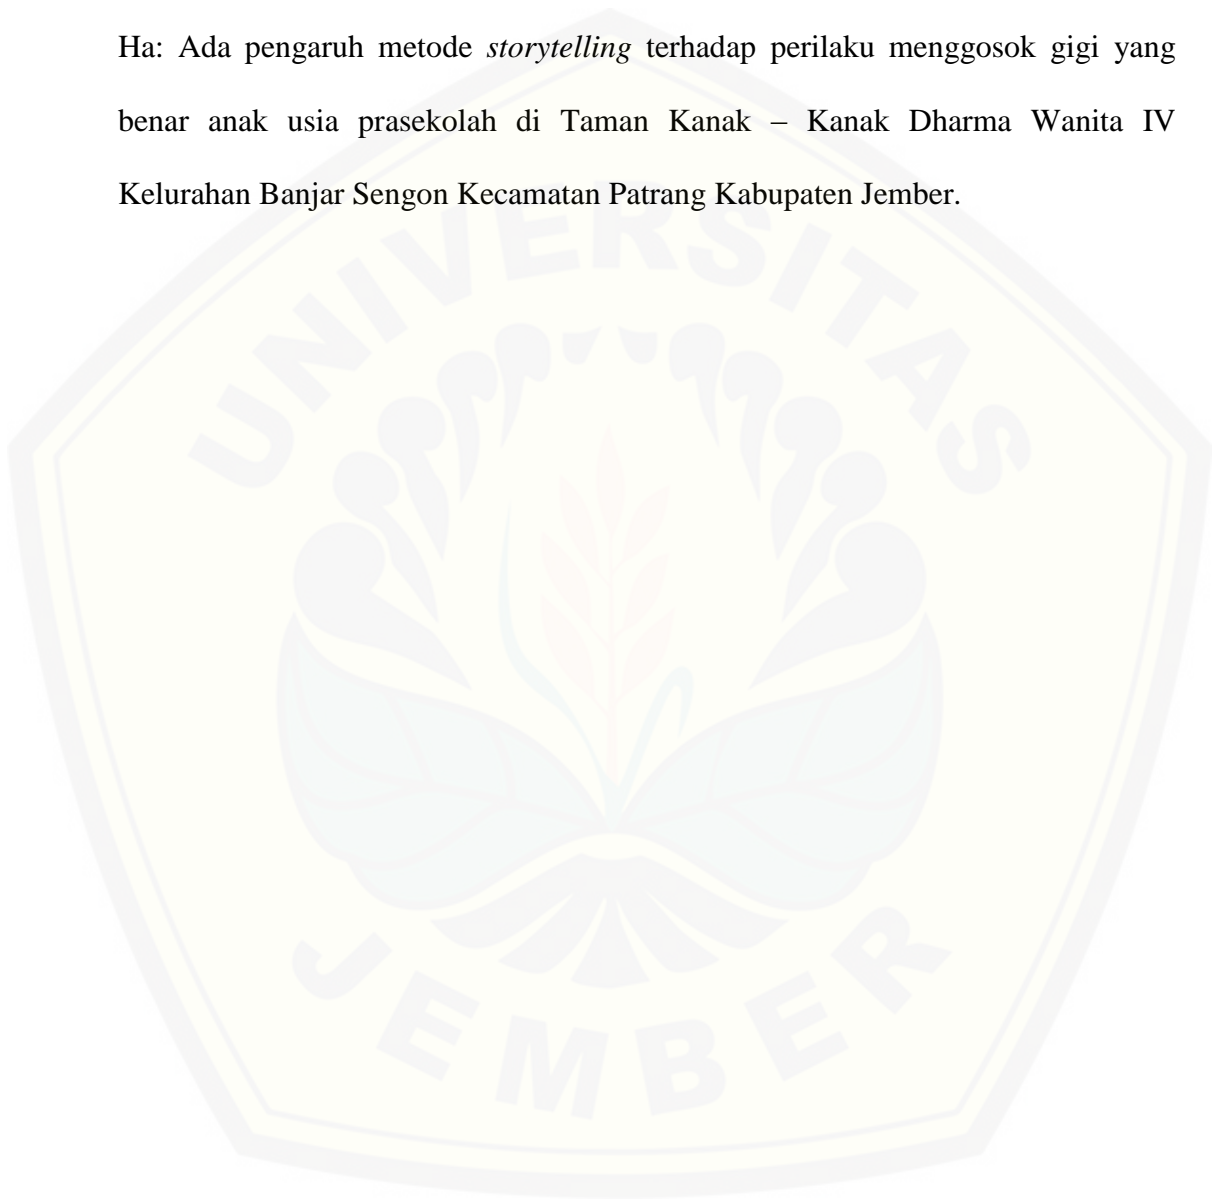 Ha: Ada pengaruh metode storytelling terhadap perilaku menggosok gigi yang
benar anak usia prasekolah di Taman Kanak – Kanak Dharma Wanita IV
Kelurahan Banjar Sengon Kecamatan Patrang Kabupaten Jember.
UNIVERSITAS
JEMBER